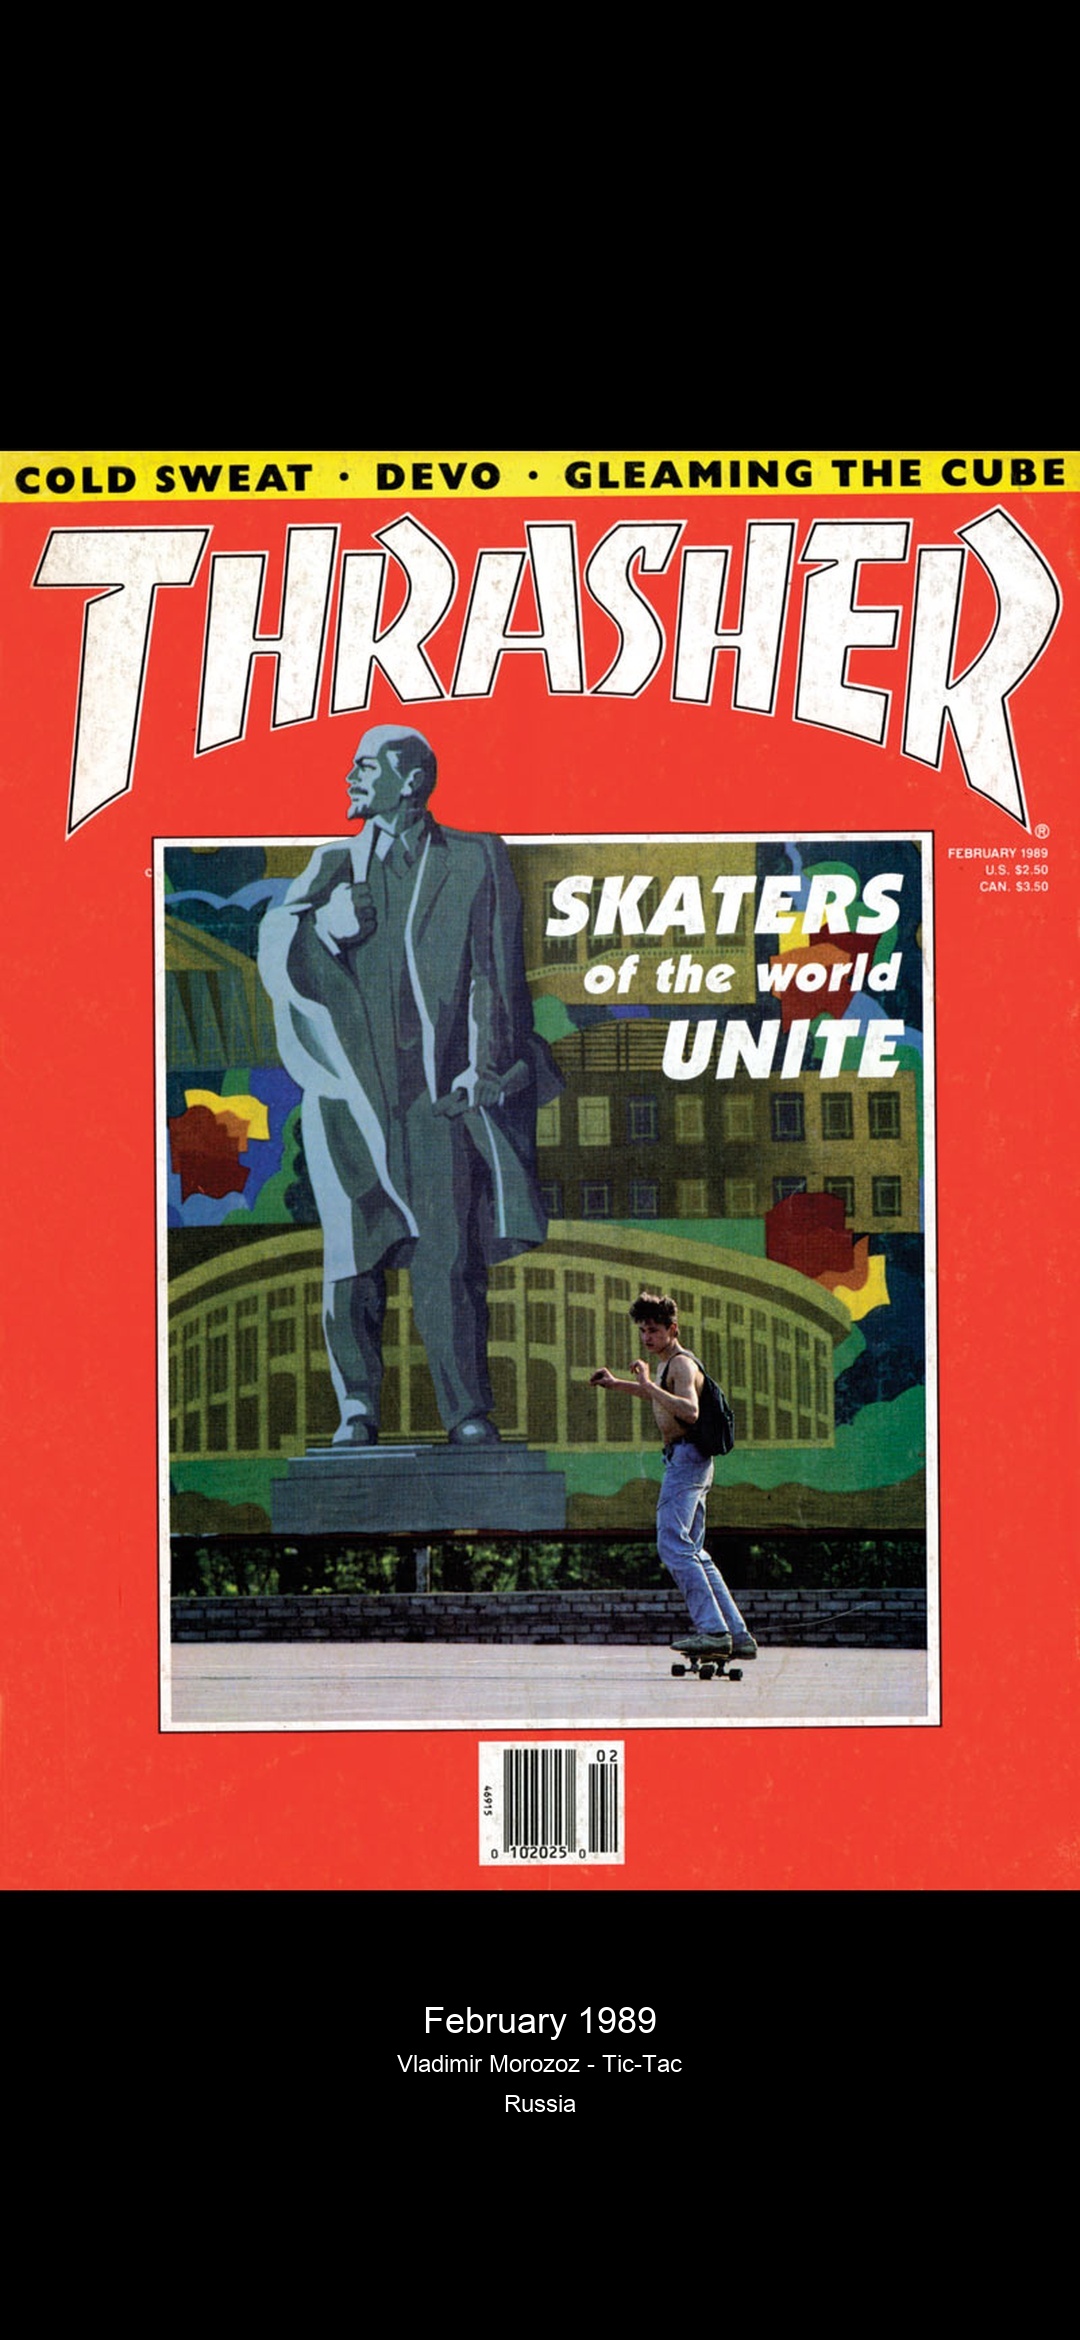 COLD SWEAT · DEVO · GLEAMING THE CUBE
THRASHER®
FEBRUARY 1989
U.S. $2.50
CAN. $3.50
SKATERS
of the world
UNITE
02
46915
0 102025 0
February 1989
Vladimir Morozoz - Tic-Tac
Russia